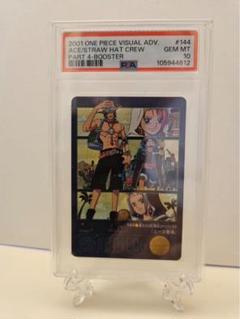 2001 ONE PIECE VISUAL ADV. #144
ACE/STRAW HAT CREW GEM MT
PART 4-BOOSTER 10
PSA 105944612